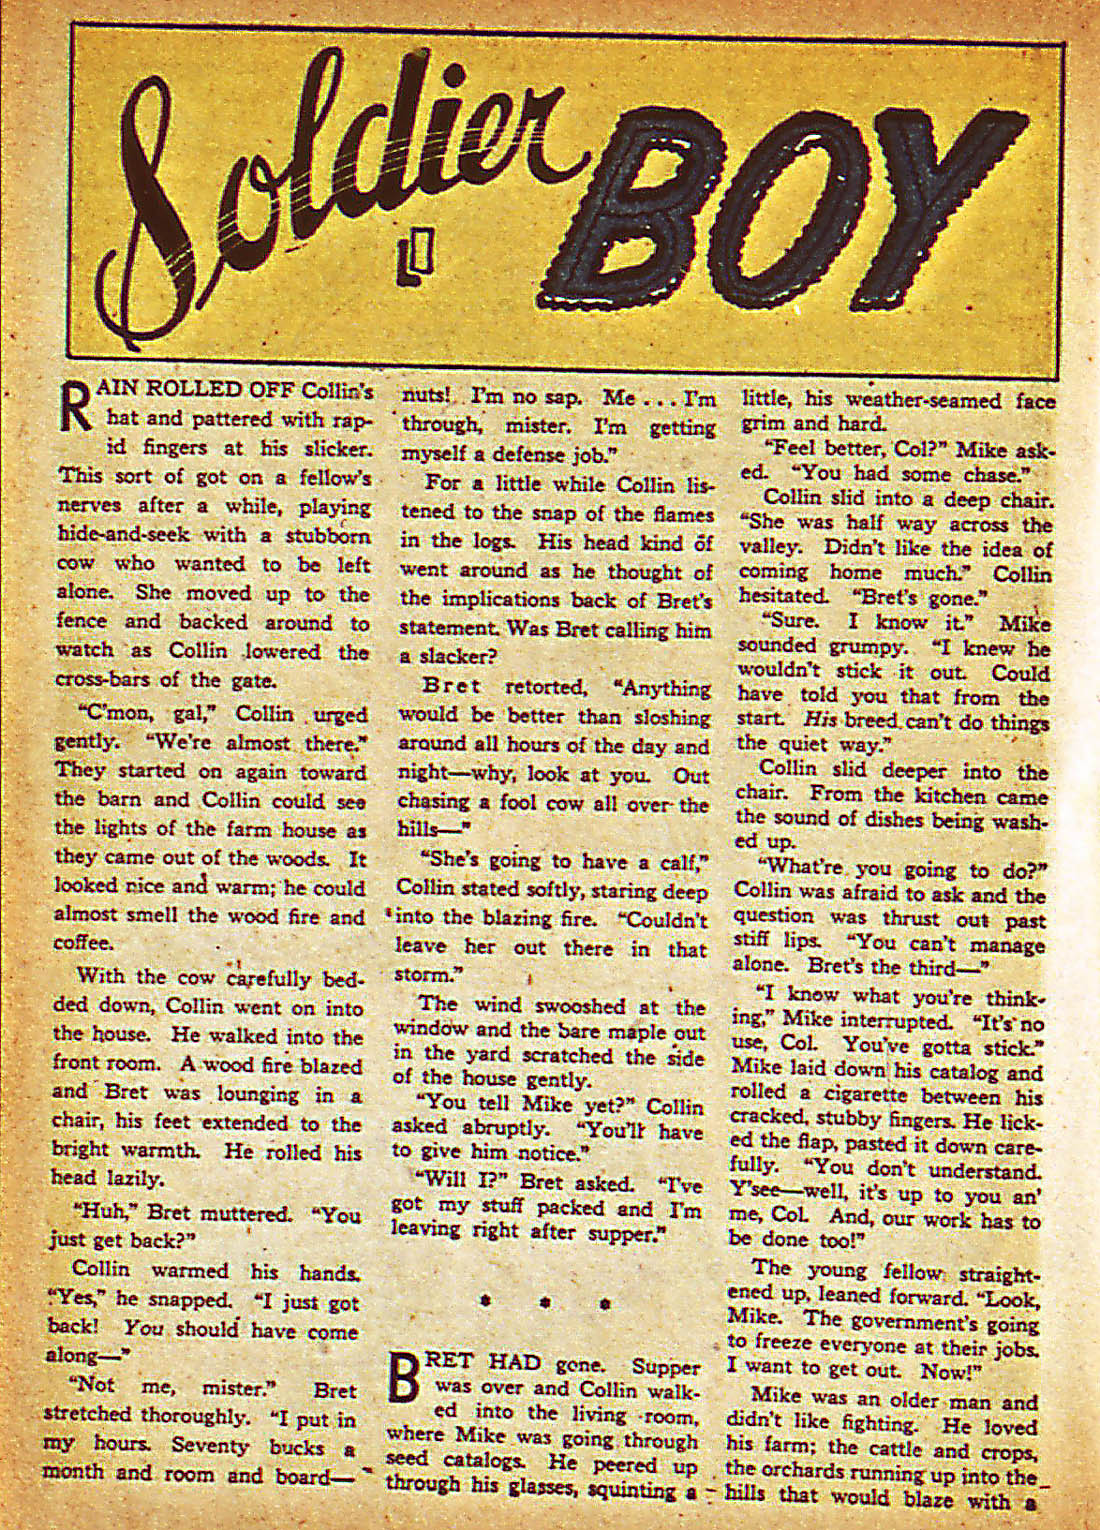 Soldier BOY
RAIN ROLLED OFF Collin's
hat and pattered with rap-
id fingers at his slicker.
This sort of got on a fellow's
nerves after a while, playing
hide-and-seek with a stubborn
cow who wanted to be left
alone. She moved up to the
fence and backed around to
watch as Collin lowered the
cross-bars of the gate.
"C'mon, gal," Collin urged
gently. "We're almost there."
They started on again toward
the barn and Collin could see
the lights of the farm house as
they came out of the woods. It
looked nice and warm; he could
almost smell the wood fire and
coffee.
With the cow carefully bed-
ded down, Collin went on into
the house. He walked into the
front room. A wood fire blazed
and Bret was lounging in a
chair, his feet extended to the
bright warmth. He rolled his
head lazily.
"Huh," Bret muttered. "You
just get back?"
Collin warmed his hands.
"Yes," he snapped. "I just got
back! You should have come
along—"
"Not me, mister." Bret
stretched thoroughly. "I put in
my hours. Seventy bucks a
month and room and board—
nuts! I'm no sap. Me . . . I'm
through, mister. I'm getting
myself a defense job."
For a little while Collin lis-
tened to the snap of the flames
in the logs. His head kind of
went around as he thought of
the implications back of Bret's
statement. Was Bret calling him
a slacker?
Bret retorted, "Anything
would be better than sloshing
around all hours of the day and
night—why, look at you. Out
chasing a fool cow all over the
hills—"
"She's going to have a calf,"
Collin stated softly, staring deep
into the blazing fire. "Couldn't
leave her out there in that
storm."
The wind swooshed at the
window and the bare maple out
in the yard scratched the side
of the house gently.
"You tell Mike yet?" Collin
asked abruptly. "You'll have
to give him notice."
"Will I?" Bret asked. "I've
got my stuff packed and I'm
leaving right after supper."
* * *
BRET HAD gone. Supper
was over and Collin walk-
ed into the living room,
where Mike was going through
seed catalogs. He peered up
through his glasses, squinting a
little, his weather-seamed face
grim and hard.
"Feel better, Col?" Mike ask-
ed. "You had some chase."
Collin slid into a deep chair.
"She was half way across the
valley. Didn't like the idea of
coming home much." Collin
hesitated. "Bret's gone."
"Sure. I know it." Mike
sounded grumpy. "I knew he
wouldn't stick it out. Could
have told you that from the
start. His breed can't do things
the quiet way."
Collin slid deeper into the
chair. From the kitchen came
the sound of dishes being wash-
ed up.
"What're you going to do?"
Collin was afraid to ask and the
question was thrust out past
stiff lips. "You can't manage
alone. Bret's the third—"
"I know what you're think-
ing," Mike interrupted. "It's no
use, Col. You've gotta stick."
Mike laid down his catalog and
rolled a cigarette between his
cracked, stubby fingers. He lick-
ed the flap, pasted it down care-
fully. "You don't understand.
Y'see—well, it's up to you an'
me, Col. And, our work has to
be done too!"
The young fellow straight-
ened up, leaned forward. "Look,
Mike. The government's going
to freeze everyone at their jobs.
I want to get out. Now!"
Mike was an older man and
didn't like fighting. He loved
his farm; the cattle and crops,
the orchards running up into the
hills that would blaze with a